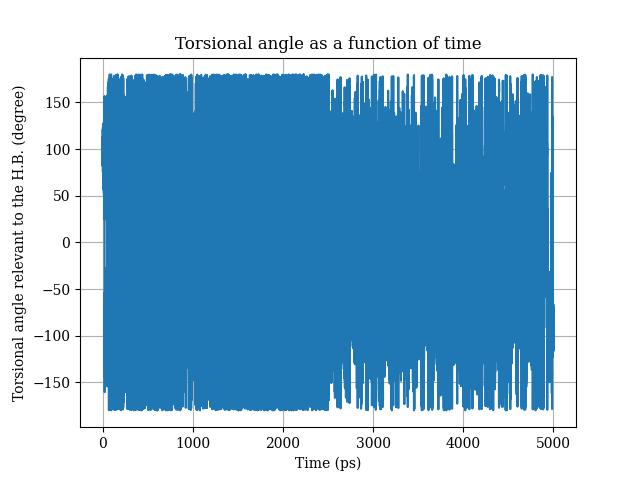 Torsional angle as a function of time
Torsional angle relevant to the H.B. (degree)
150
100
50
0
−50
−100
−150
0 1000 2000 3000 4000 5000
Time (ps)